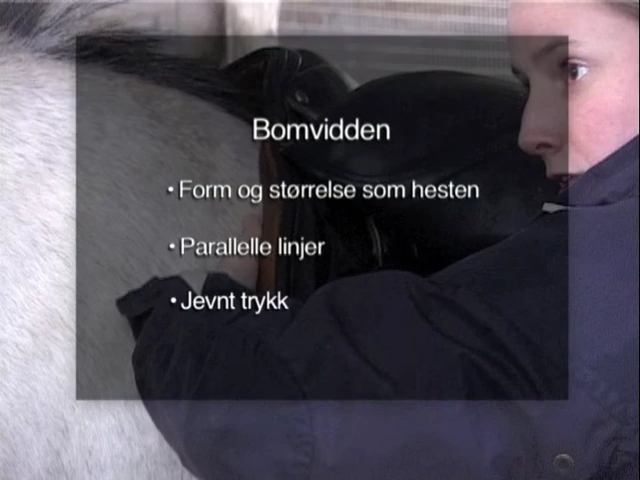 Bomvidden
• Form og størrelse som hesten
• Parallelle linjer
• Jevnt trykk